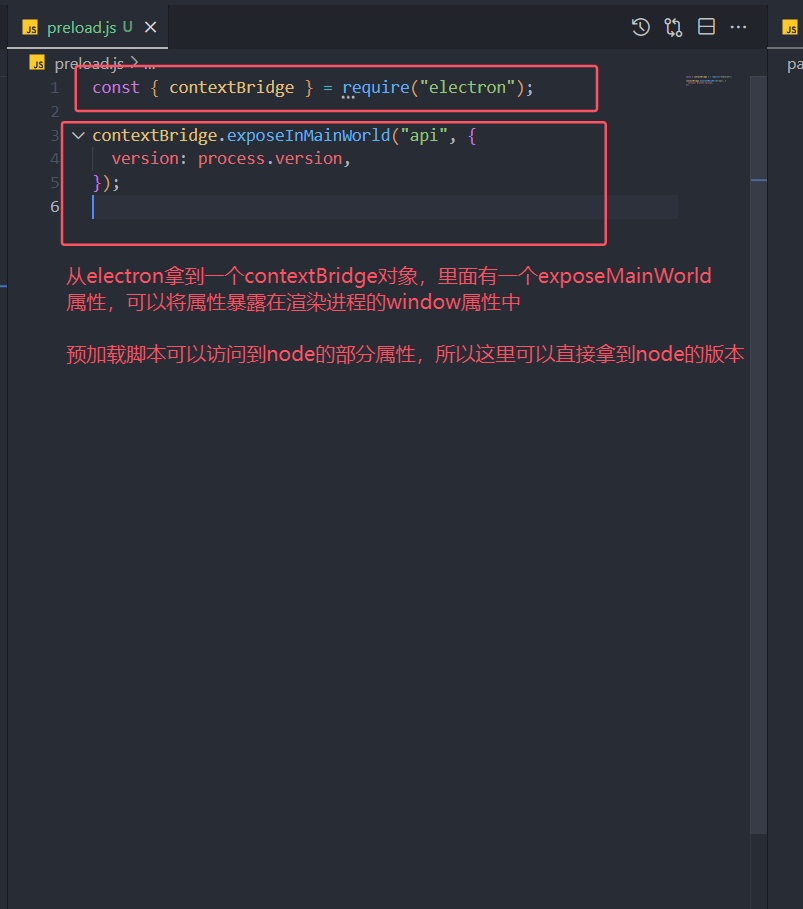 JS preload.js U
JS preload.js > ...
1 const { contextBridge } = require("electron");
2
3 contextBridge.exposeInMainWorld("api", {
4 version: process.version,
5 });
6
从electron拿到一个contextBridge对象，里面有一个exposeMainWorld
属性，可以将属性暴露在渲染进程的window属性中
预加载脚本可以访问到node的部分属性，所以这里可以直接拿到node的版本
JS
pa